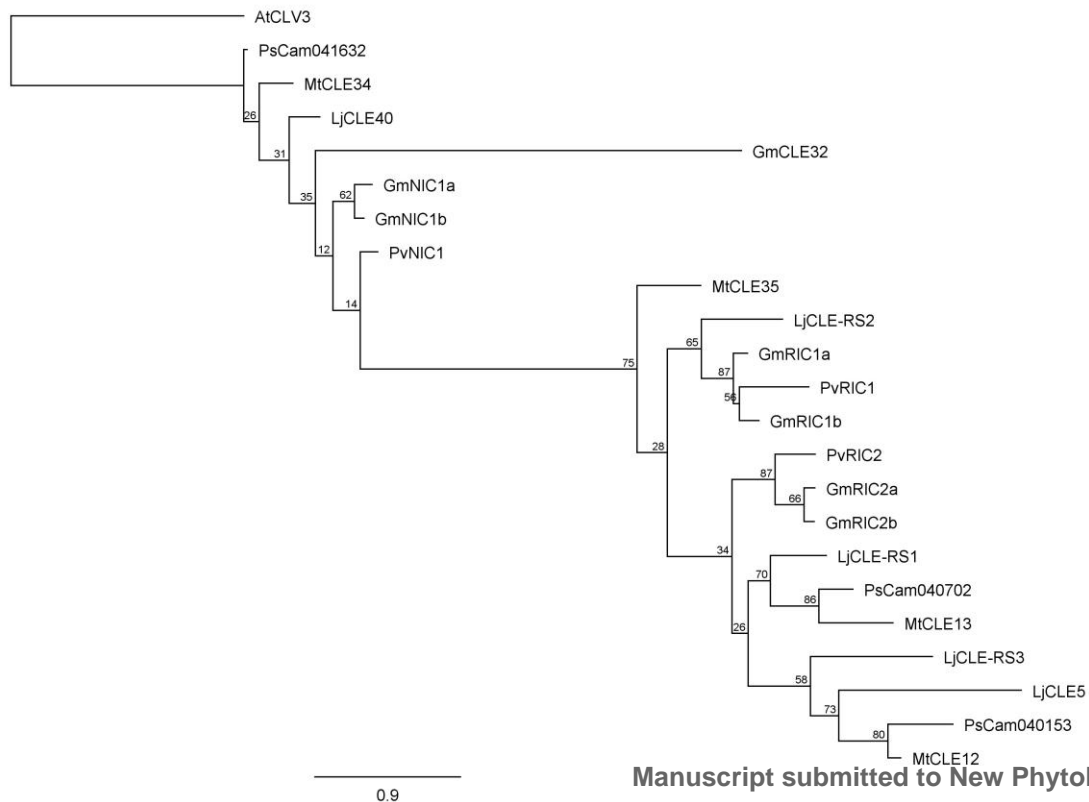 AtCLV3
PsCam041632
MtCLE34
26
LjCLE40
31
GmCLE32
GmNIC1a
62
35
GmNIC1b
12
PvNIC1
MtCLE35
14
LjCLE-RS2
65
GmRIC1a
75
87
PvRIC1
56
GmRIC1b
28
PvRIC2
87
GmRIC2a
66
GmRIC2b
34
LjCLE-RS1
70
PsCam040702
86
MtCLE13
26
LjCLE-RS3
58
LjCLE5
73
PsCam040153
80
MtCLE12
Manuscript submitted to New Phytol
0.9